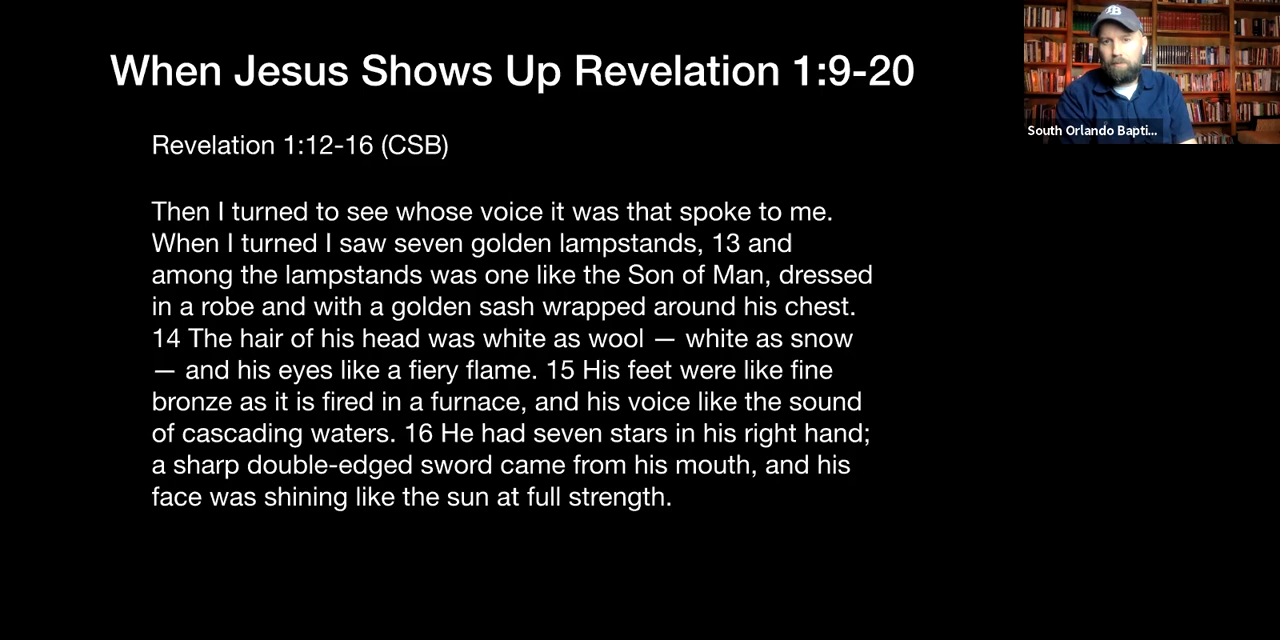 When Jesus Shows Up Revelation 1:9-20
South Orlando Bapti...
Revelation 1:12-16 (CSB)
Then I turned to see whose voice it was that spoke to me.
When I turned I saw seven golden lampstands, 13 and
among the lampstands was one like the Son of Man, dressed
in a robe and with a golden sash wrapped around his chest.
14 The hair of his head was white as wool — white as snow
— and his eyes like a fiery flame. 15 His feet were like fine
bronze as it is fired in a furnace, and his voice like the sound
of cascading waters. 16 He had seven stars in his right hand;
a sharp double-edged sword came from his mouth, and his
face was shining like the sun at full strength.